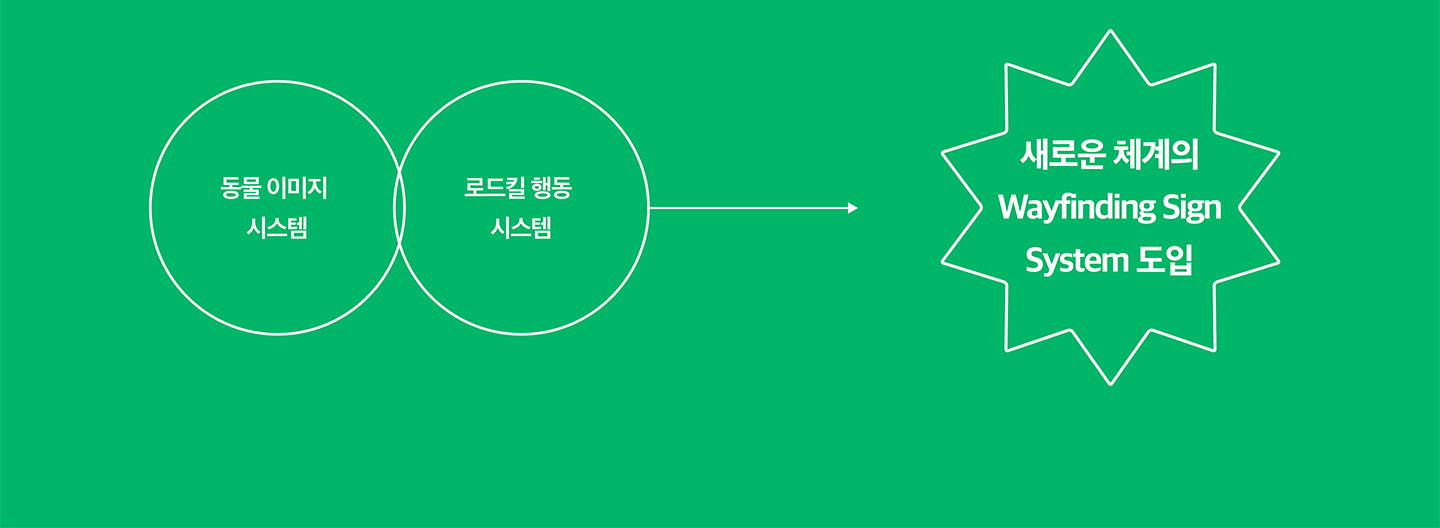 동물 이미지
시스템
로드킬 행동
시스템
새로운 체계의
Wayfinding Sign
System 도입